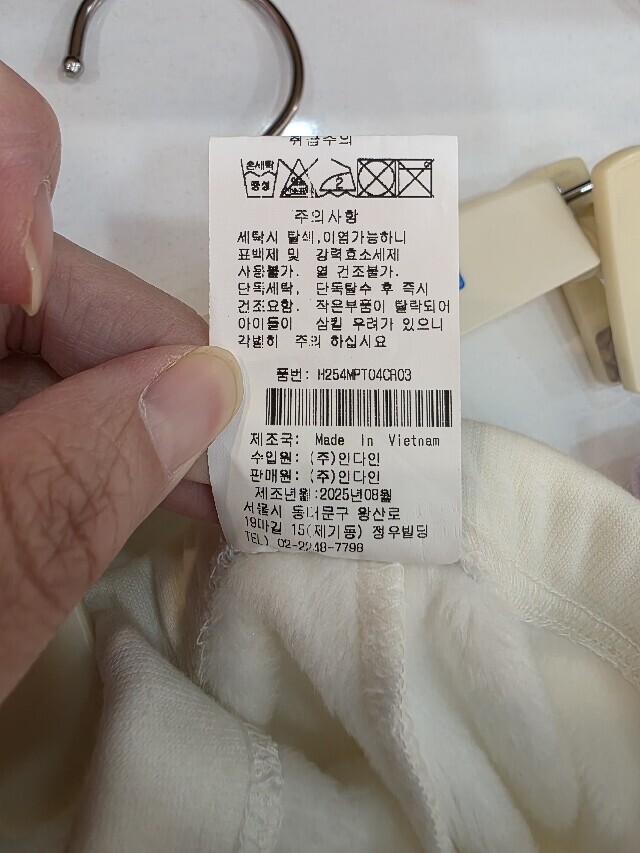 취급주의
손세탁
중성
2
주의사항
세탁시 탈색,이염가능하니
표백제 및 강력효소세제
사용불가. 열 건조불가.
단독세탁, 단독탈수 후 즉시
건조요함. 작은부품이 탈락되어
아이들이 삼킬 우려가 있으니
각별히 주의 하십시요
품번: H254MPT04CR03
제조국: Made In Vietnam
수입원: (주)인다인
판매원: (주)인다인
제조년월:2025년08월
서울시 동대문구 왕산로
19마길 15(제기동) 정우빌딩
TEL) 02-2248-7798